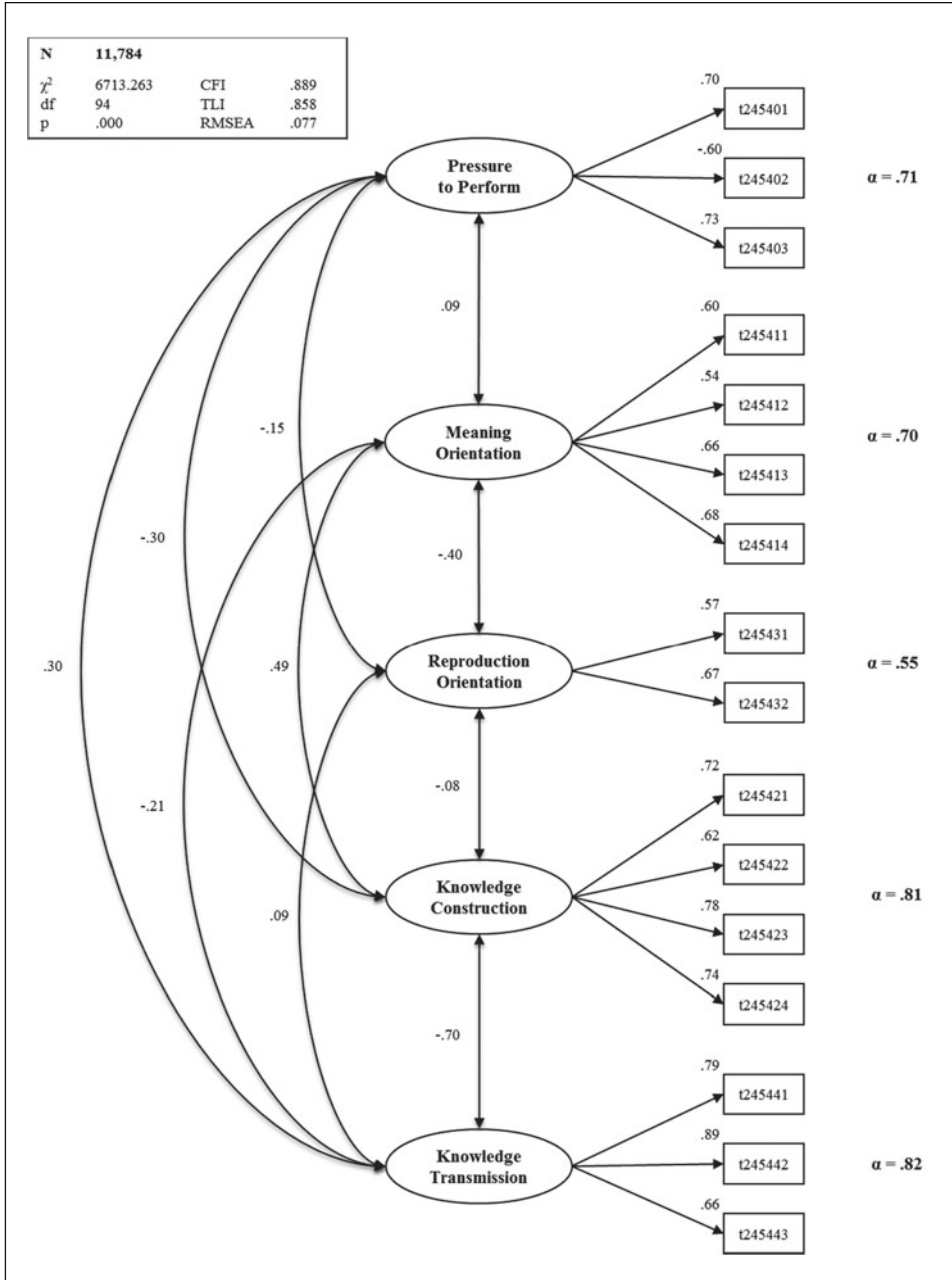 N 11,784
χ² 6713.263 CFI .889
df 94 TLI .858
p .000 RMSEA .077
Pressure
to Perform
.70
t245401
-.60
t245402
α = .71
.73
t245403
.09
.60
t245411
.54
t245412
Meaning
Orientation
α = .70
.66
t245413
.68
t245414
-.15
-.30
-.40
.57
t245431
Reproduction
Orientation
α = .55
.67
t245432
.30
.49
-.21
-.08
.72
t245421
.62
t245422
Knowledge
Construction
α = .81
.78
t245423
.74
t245424
.09
-.70
.79
t245441
.89
t245442
Knowledge
Transmission
α = .82
.66
t245443